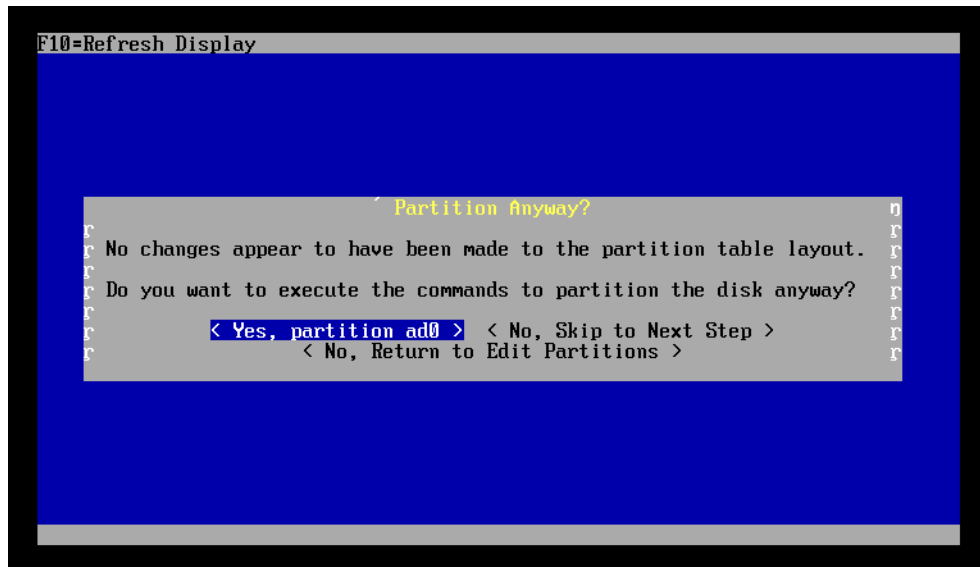 F10=Refresh Display
Partition Anyway?
No changes appear to have been made to the partition table layout.
Do you want to execute the commands to partition the disk anyway?
< Yes, partition ad0 > < No, Skip to Next Step >
< No, Return to Edit Partitions >